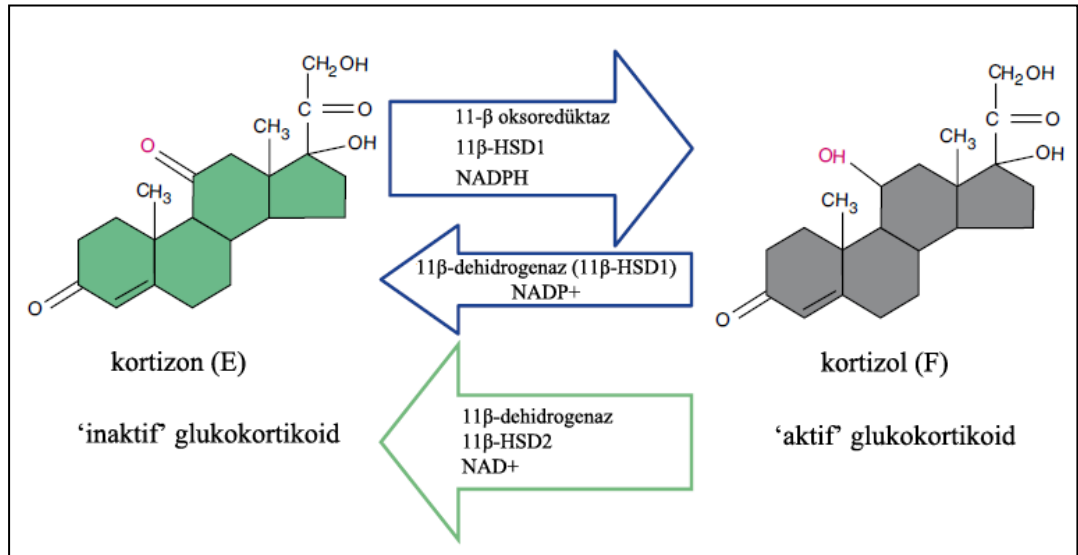 CH₂OH
C
O
CH₃
OH
O
CH₃
O
kortizon (E)
'inaktif' glukokortikoid
11-β oksoredüktaz
11β-HSD1
NADPH
11β-dehidrogenaz (11β-HSD1)
NADP+
11β-dehidrogenaz
11β-HSD2
NAD+
CH₂OH
C
O
CH₃
OH
OH
CH₃
O
kortizol (F)
'aktif' glukokortikoid